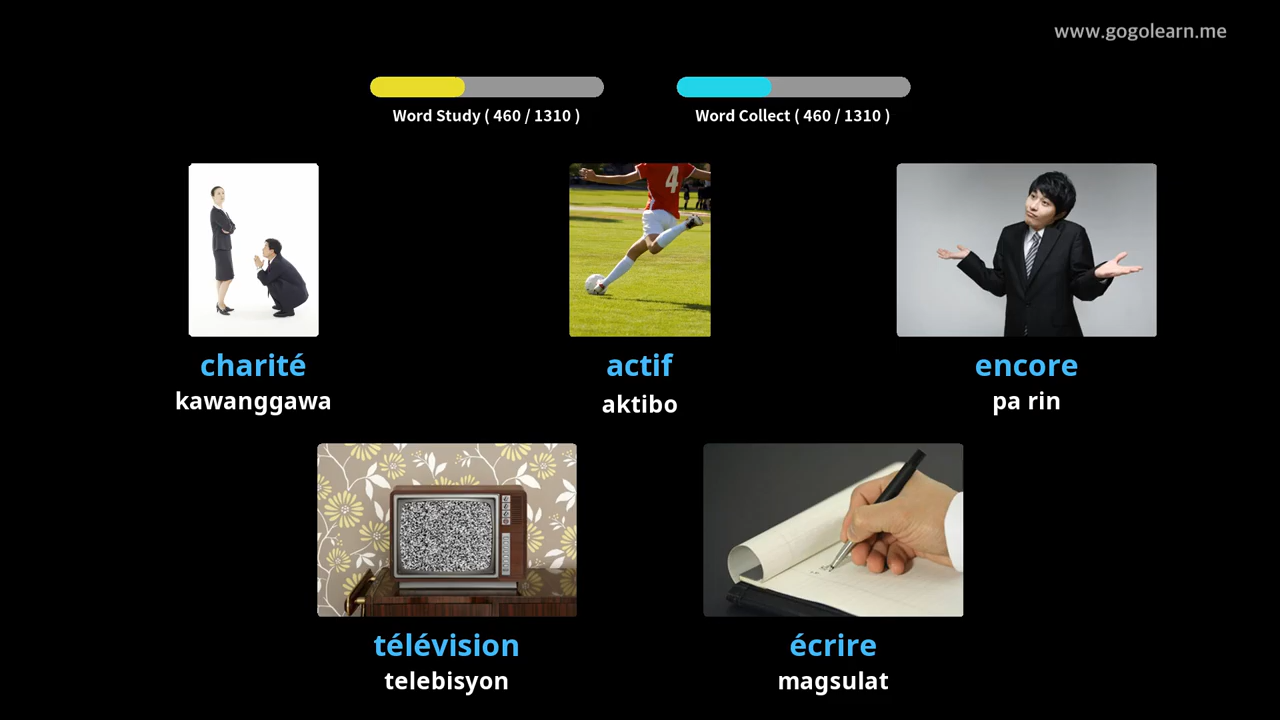 www.gogolearn.me
Word Study ( 460 / 1310 )
Word Collect ( 460 / 1310 )
4
charité
kawanggawa
actif
aktibo
encore
pa rin
télévision
telebisyon
écrire
magsulat